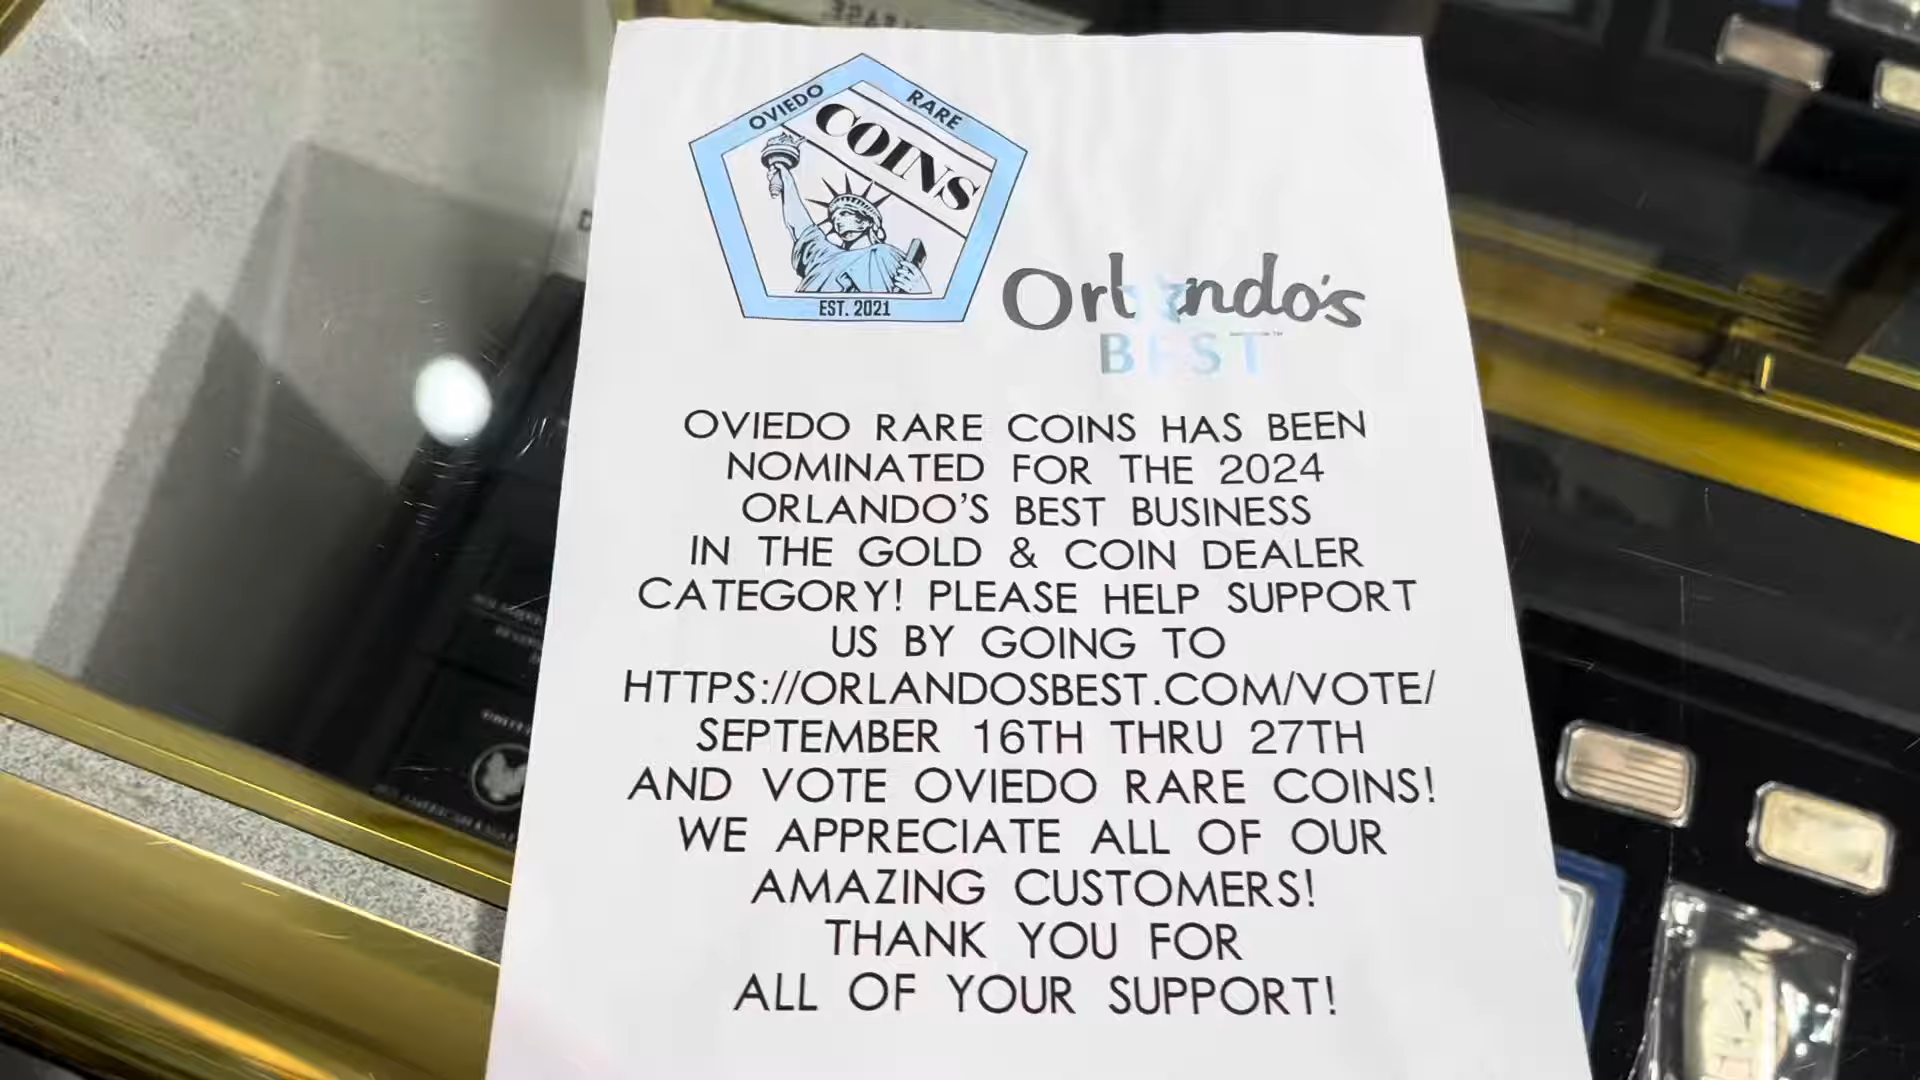 OVIEDO RARE
COINS
EST. 2021
Orlando's
BEST
OVIEDO RARE COINS HAS BEEN
NOMINATED FOR THE 2024
ORLANDO'S BEST BUSINESS
IN THE GOLD & COIN DEALER
CATEGORY! PLEASE HELP SUPPORT
US BY GOING TO
HTTPS://ORLANDOSBEST.COM/VOTE/
SEPTEMBER 16TH THRU 27TH
AND VOTE OVIEDO RARE COINS!
WE APPRECIATE ALL OF OUR
AMAZING CUSTOMERS!
THANK YOU FOR
ALL OF YOUR SUPPORT!